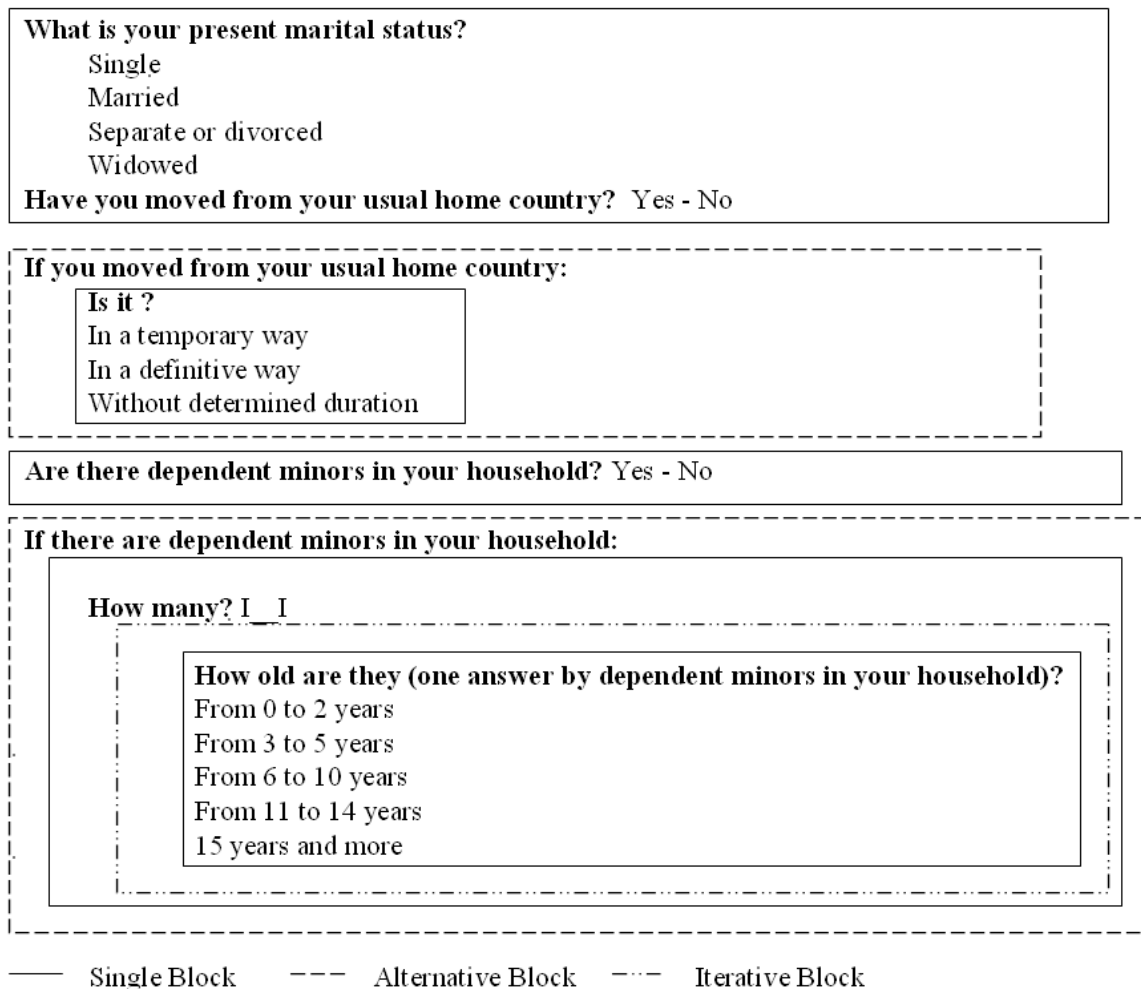 What is your present marital status?
Single
Married
Separate or divorced
Widowed
Have you moved from your usual home country? Yes - No
If you moved from your usual home country:
Is it ?
In a temporary way
In a definitive way
Without determined duration
Are there dependent minors in your household? Yes - No
If there are dependent minors in your household:
How many? I__I
How old are they (one answer by dependent minors in your household)?
From 0 to 2 years
From 3 to 5 years
From 6 to 10 years
From 11 to 14 years
15 years and more
Single Block Alternative Block Iterative Block